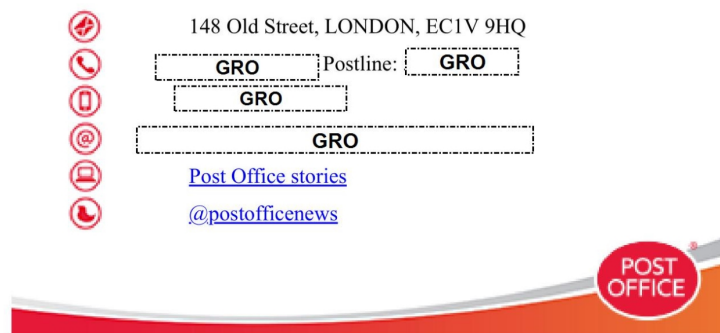 148 Old Street, LONDON, EC1V 9HQ
GRO Postline: GRO
GRO
GRO
Post Office stories
@postofficenews
POST OFFICE
®